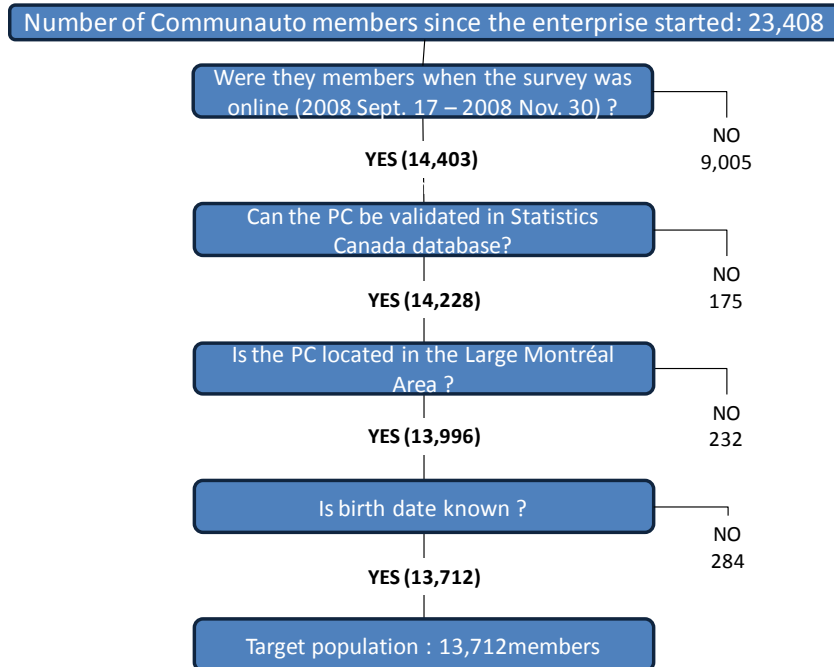 Number of Communauto members since the enterprise started: 23,408
Were they members when the survey was
online (2008 Sept. 17 – 2008 Nov. 30) ?
NO
9,005
YES (14,403)
Can the PC be validated in Statistics
Canada database?
NO
175
YES (14,228)
Is the PC located in the Large Montréal
Area ?
NO
232
YES (13,996)
Is birth date known ?
NO
284
YES (13,712)
Target population : 13,712members